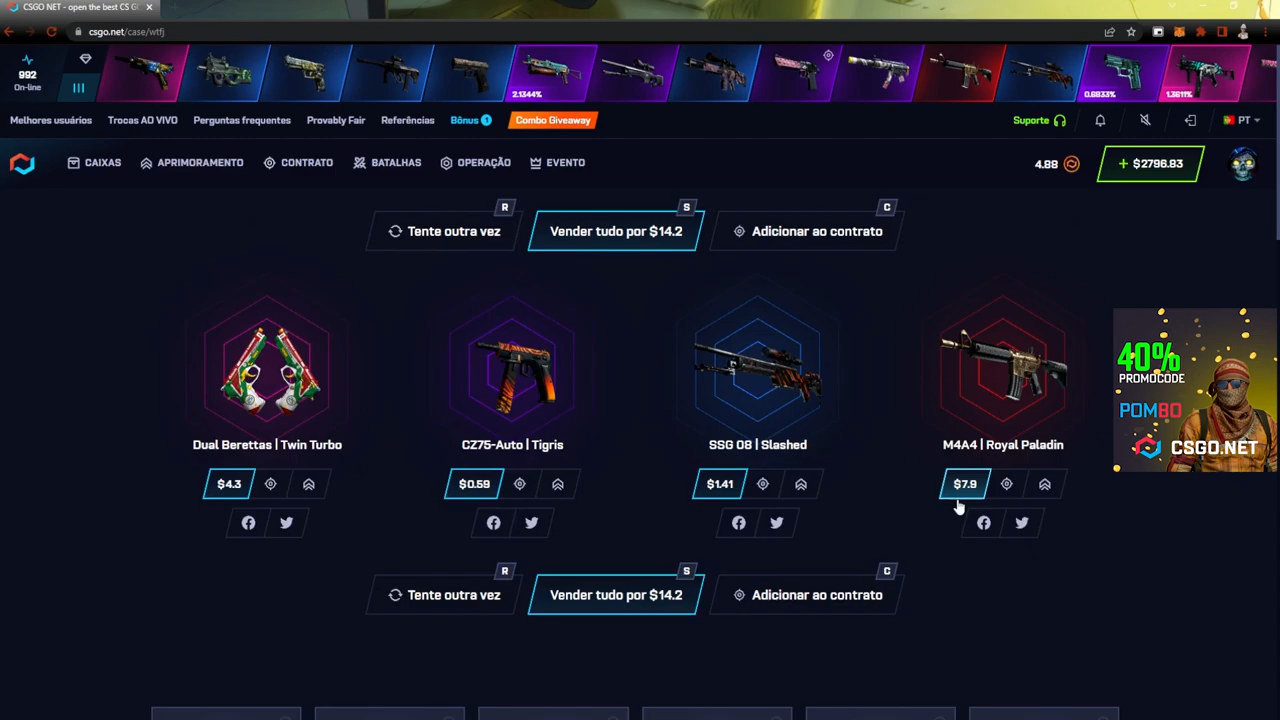 CSGO NET - open the best CS G
csgo.net/case/wtfj
992
On-line
2.1344%
0.6833%
1.3611%
Melhores usuários
Trocas AO VIVO
Perguntas frequentes
Provably Fair
Referências
Bônus 1
Combo Giveaway
Suporte
PT
CAIXAS
APRIMORAMENTO
CONTRATO
BATALHAS
OPERAÇÃO
EVENTO
4.88
+ $2796.83
R
S
C
Tente outra vez
Vender tudo por $14.2
Adicionar ao contrato
Dual Berettas | Twin Turbo
CZ75-Auto | Tigris
SSG 08 | Slashed
M4A4 | Royal Paladin
$4.3
$0.59
$1.41
$7.9
40%
PROMOCODE
POMBO
CSGO.NET
R
S
C
Tente outra vez
Vender tudo por $14.2
Adicionar ao contrato